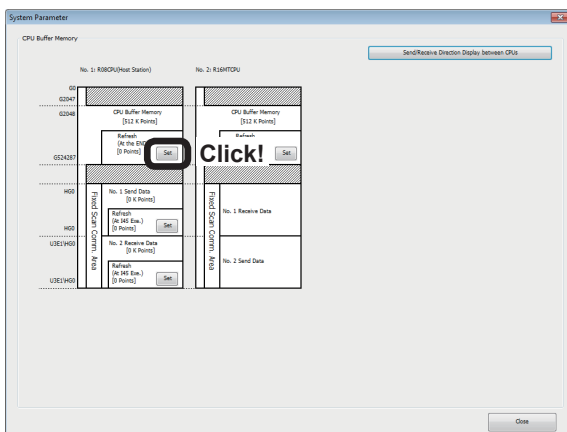 System Parameter
CPU Buffer Memory
Send/Receive Direction Display between CPUs
No. 1: R08CPU(Host Station)
No. 2: R16MTCPU
G0
G2047
G2048
CPU Buffer Memory
[512 K Points]
CPU Buffer Memory
[512 K Points]
Refresh
(At the END
[0 Points]
Set
Click!
Refresh
Set
G524287
HG0
Fixed Scan Comm. Area
No. 1 Send Data
[0 K Points]
Refresh
(At I45 Exe.)
[0 Points]
Set
HG0
U3E1\HG0
No. 2 Receive Data
[0 K Points]
Refresh
(At I45 Exe.)
[0 Points]
Set
U3E1\HG0
Fixed Scan Comm. Area
No. 1 Receive Data
No. 2 Send Data
Close